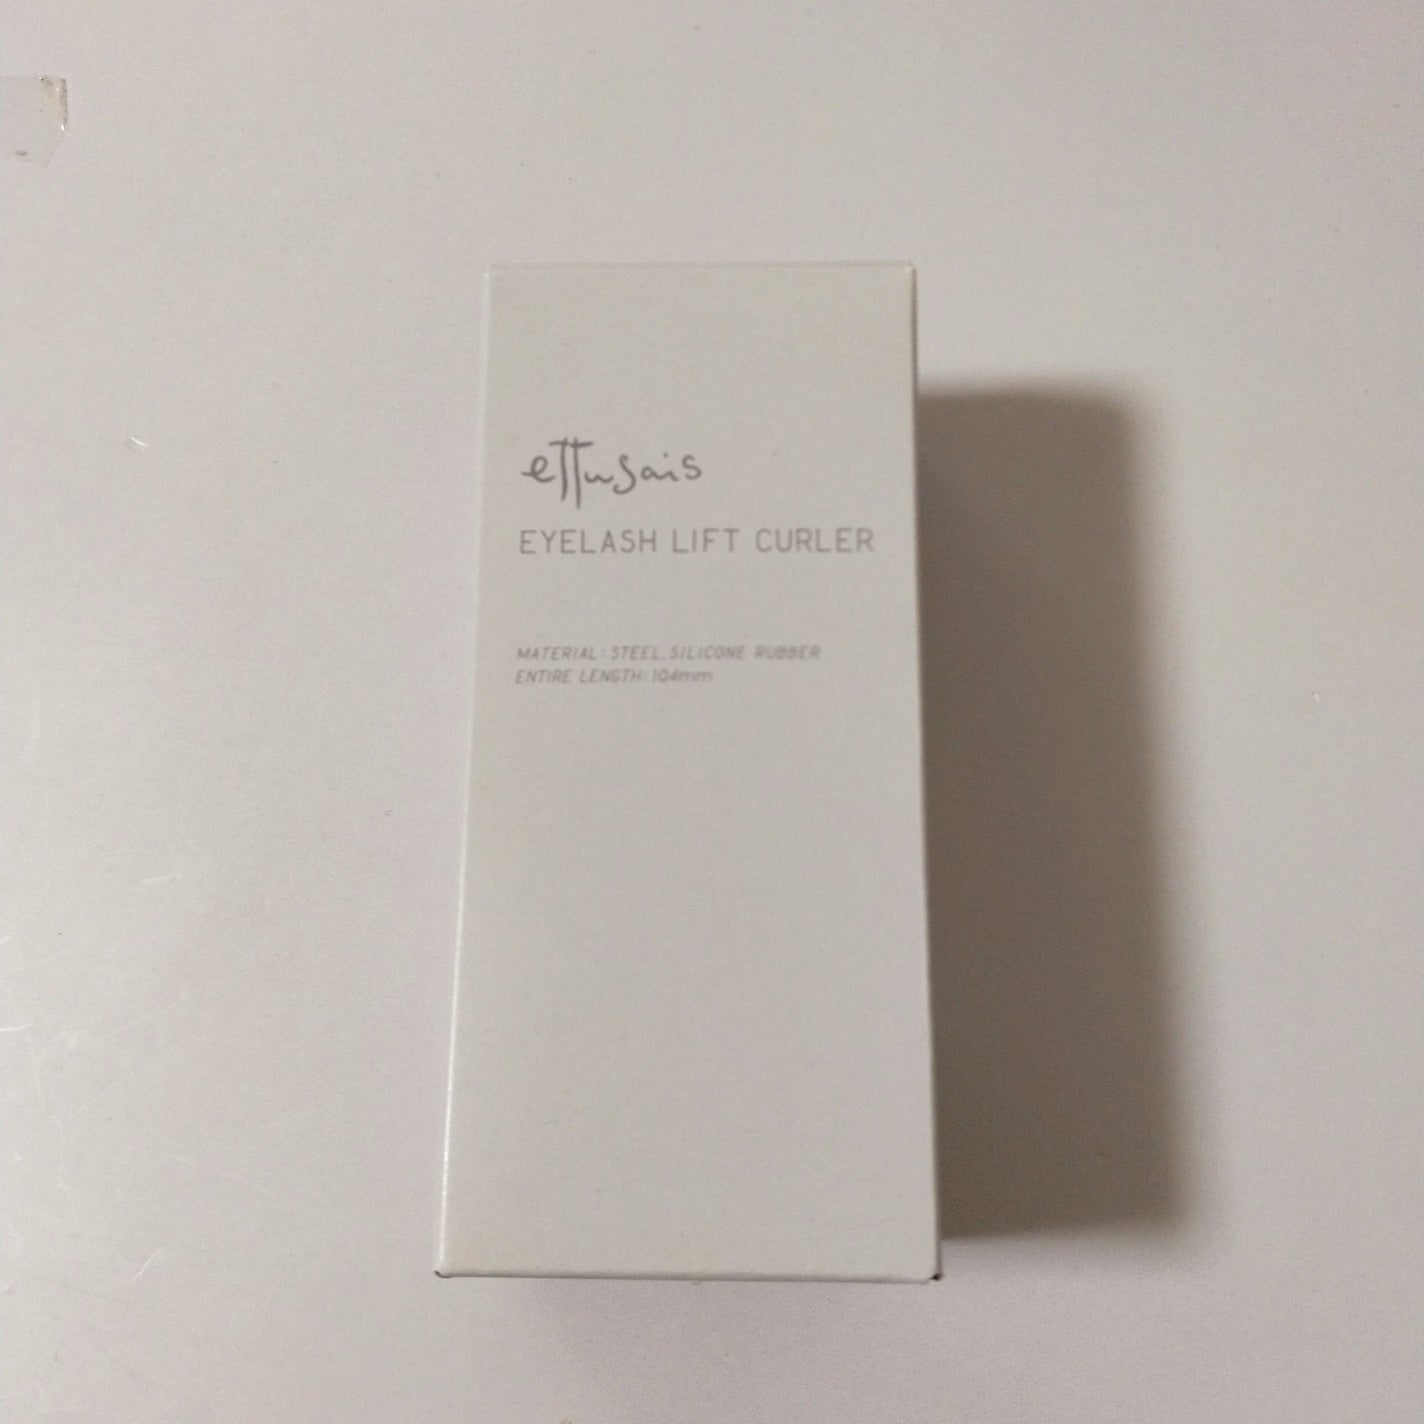 ettusais
EYELASH LIFT CURLER
MATERIAL: STEEL, SILICONE RUBBER
ENTIRE LENGTH: 104mm